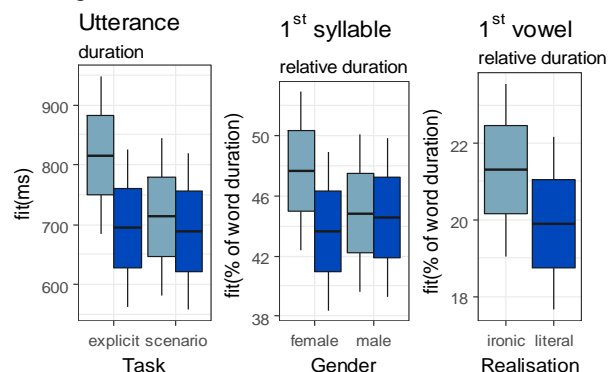 Utterance
duration
fit(ms)
900
800
700
600
explicit scenario
Task
1st syllable
relative duration
fit(% of word duration)
50
46
42
38
female male
Gender
1st vowel
relative duration
fit(% of word duration)
22
20
18
ironic literal
Realisation